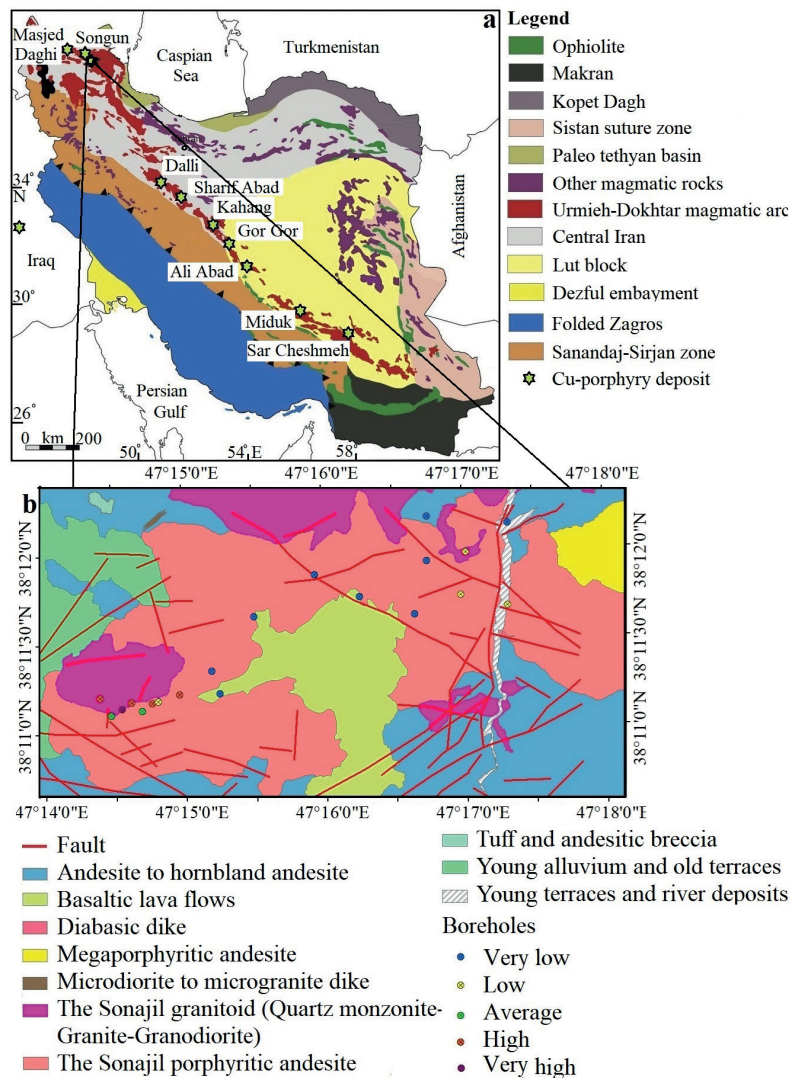 a
Masjed
Daghi
Songun
Caspian
Sea
Turkmenistan
Dalli
Sharif Abad
Kahang
Gor Gor
Ali Abad
Miduk
Sar Cheshmeh
Afghanistan
Iraq
Persian
Gulf
34°
N
30°
26°
0 km 200
50°
54°E
58°
Legend
Ophiolite
Makran
Kopet Dagh
Sistan suture zone
Paleo tethyan basin
Other magmatic rocks
Urmieh-Dokhtar magmatic arc
Central Iran
Lut block
Dezful embayment
Folded Zagros
Sanandaj-Sirjan zone
Cu-porphyry deposit
47°15'0"E 47°16'0"E 47°17'0"E 47°18'0"E
b
38°12'0"N
38°11'30"N
38°11'0"N
38°12'0"N
38°11'30"N
38°11'0"N
47°14'0"E 47°15'0"E 47°16'0"E 47°17'0"E 47°18'0"E
Fault
Andesite to hornbland andesite
Basaltic lava flows
Diabasic dike
Megaporphyritic andesite
Microdiorite to microgranite dike
The Sonajil granitoid (Quartz monzonite-
Granite-Granodiorite)
The Sonajil porphyritic andesite
Tuff and andesitic breccia
Young alluvium and old terraces
Young terraces and river deposits
Boreholes
Very low
Low
Average
High
Very high